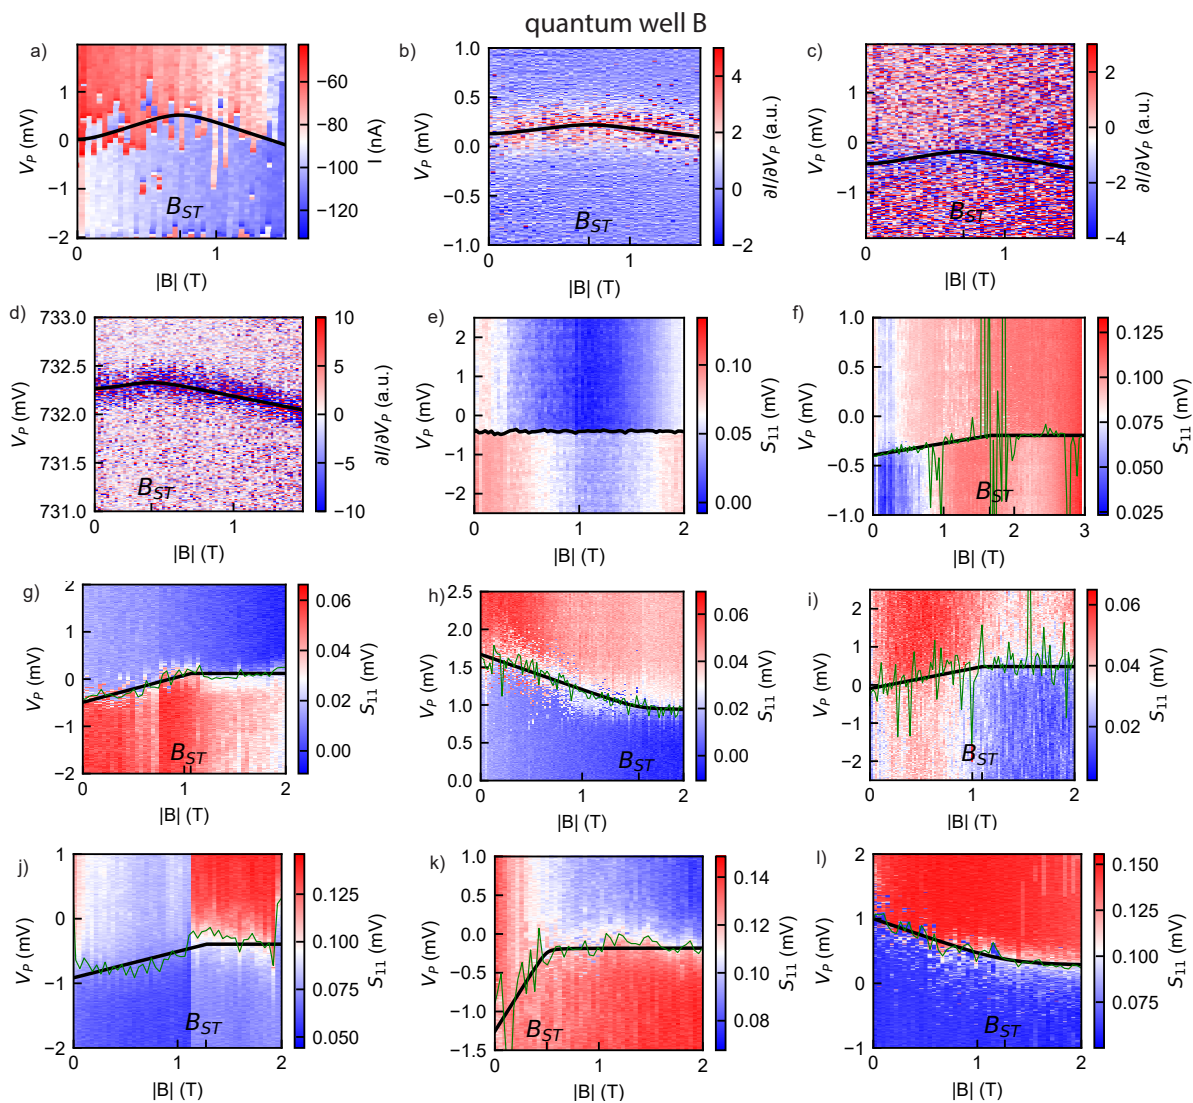 quantum well B
a)
V_P (mV)
1
0
−1
−2
B_ST
0
1
|B| (T)
−60
−80
−100
−120
I (nA)
b)
V_P (mV)
1.0
0.5
0.0
−0.5
−1.0
B_ST
0
1
|B| (T)
4
2
0
−2
∂I/∂V_P (a.u.)
c)
V_P (mV)
1
0
−1
B_ST
0
1
|B| (T)
2
0
−2
−4
∂I/∂V_P (a.u.)
d)
V_P (mV)
733.0
732.5
732.0
731.0
731.0
B_ST
0
1
|B| (T)
10
5
0
−5
−10
∂I/∂V_P (a.u.)
e)
V_P (mV)
2
1
0
−1
−2
0
1
2
|B| (T)
0.10
0.05
0.00
S_11 (mV)
f)
V_P (mV)
1.0
0.5
0.0
−0.5
−1.0
B_ST
0
1
2
3
|B| (T)
0.125
0.100
0.075
0.050
0.025
S_11 (mV)
g)
V_P (mV)
2
1
0
−1
−2
B_ST
0
1
2
|B| (T)
0.06
0.04
0.02
0.00
S_11 (mV)
h)
V_P (mV)
2.5
2.0
1.5
1.0
0.5
0.0
B_ST
0
1
2
|B| (T)
0.06
0.04
0.02
0.00
S_11 (mV)
i)
V_P (mV)
2
1
0
−1
−2
B_ST
0
1
2
|B| (T)
0.06
0.04
0.02
S_11 (mV)
j)
V_P (mV)
1
0
−1
−2
B_ST
0
1
2
|B| (T)
0.125
0.100
0.075
0.050
S_11 (mV)
k)
V_P (mV)
1.0
0.5
0.0
−0.5
−1.0
−1.5
B_ST
0
1
2
|B| (T)
0.14
0.12
0.10
0.08
S_11 (mV)
l)
V_P (mV)
2
1
0
−1
B_ST
0
1
2
|B| (T)
0.150
0.125
0.100
0.075
S_11 (mV)